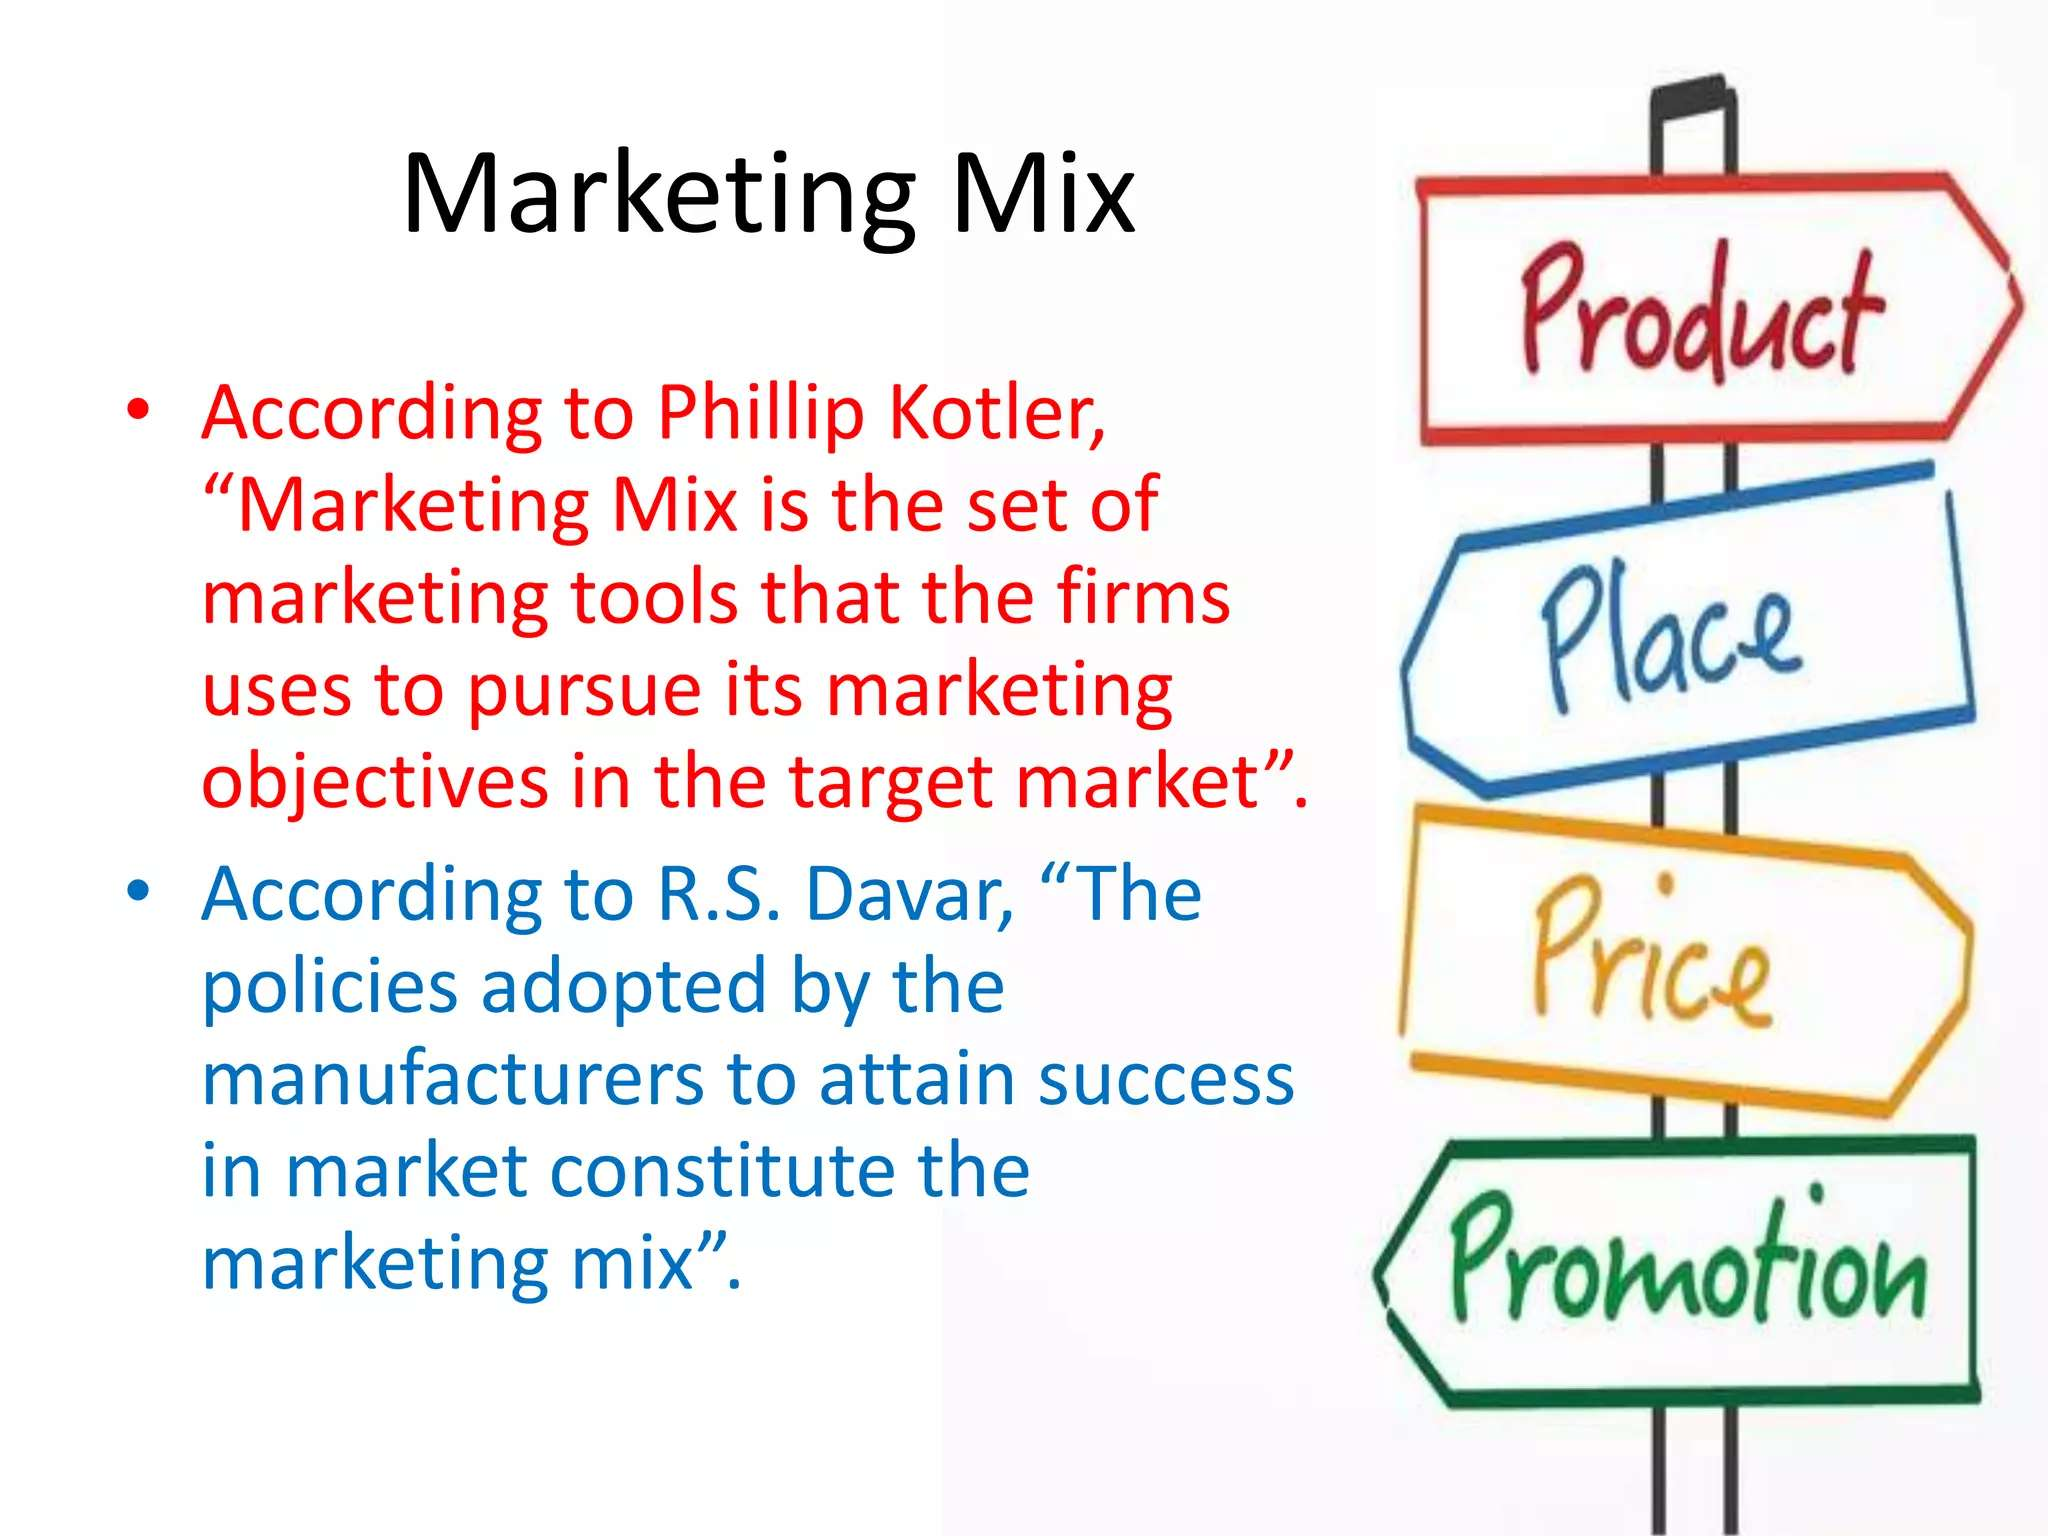 Marketing Mix
• According to Phillip Kotler,
“Marketing Mix is the set of
marketing tools that the firms
uses to pursue its marketing
objectives in the target market”.
• According to R.S. Davar, “The
policies adopted by the
manufacturers to attain success
in market constitute the
marketing mix”.
Product
Place
Price
Promotion